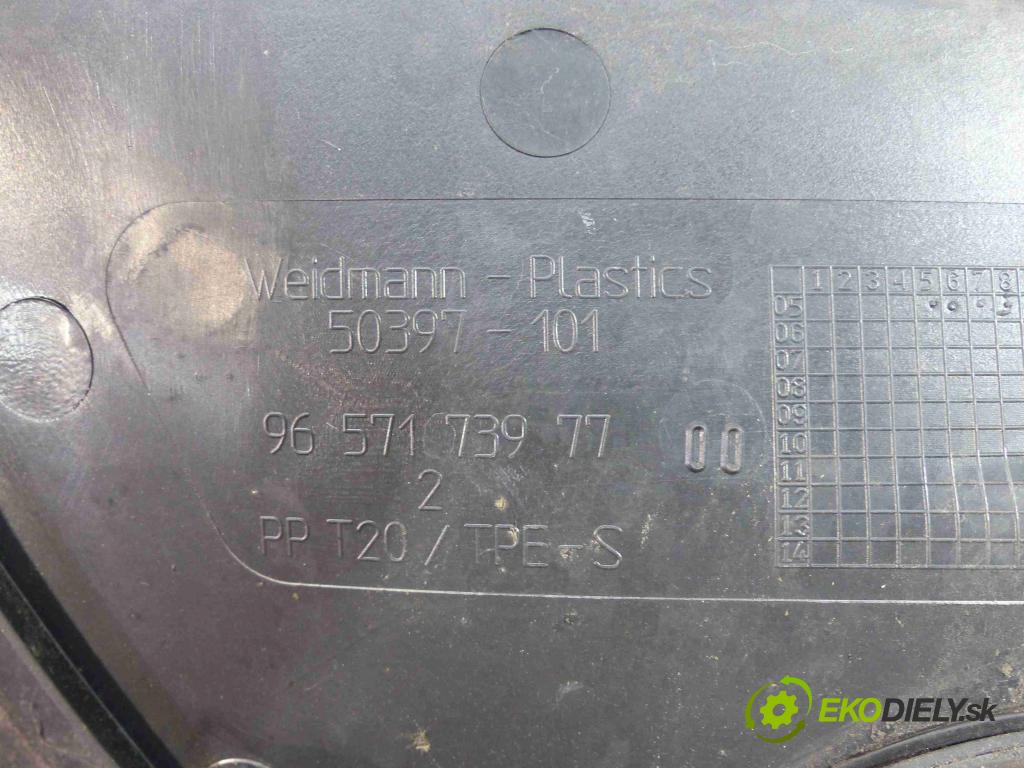 Weidmann - Plastics
50397 - 101
96 571 739 77 00
2
PP T20 / TPE-S
1 2 3 4 5 6 7 8
05
06
07
08
09
10
11
12
13
14
EKODIELY.sk